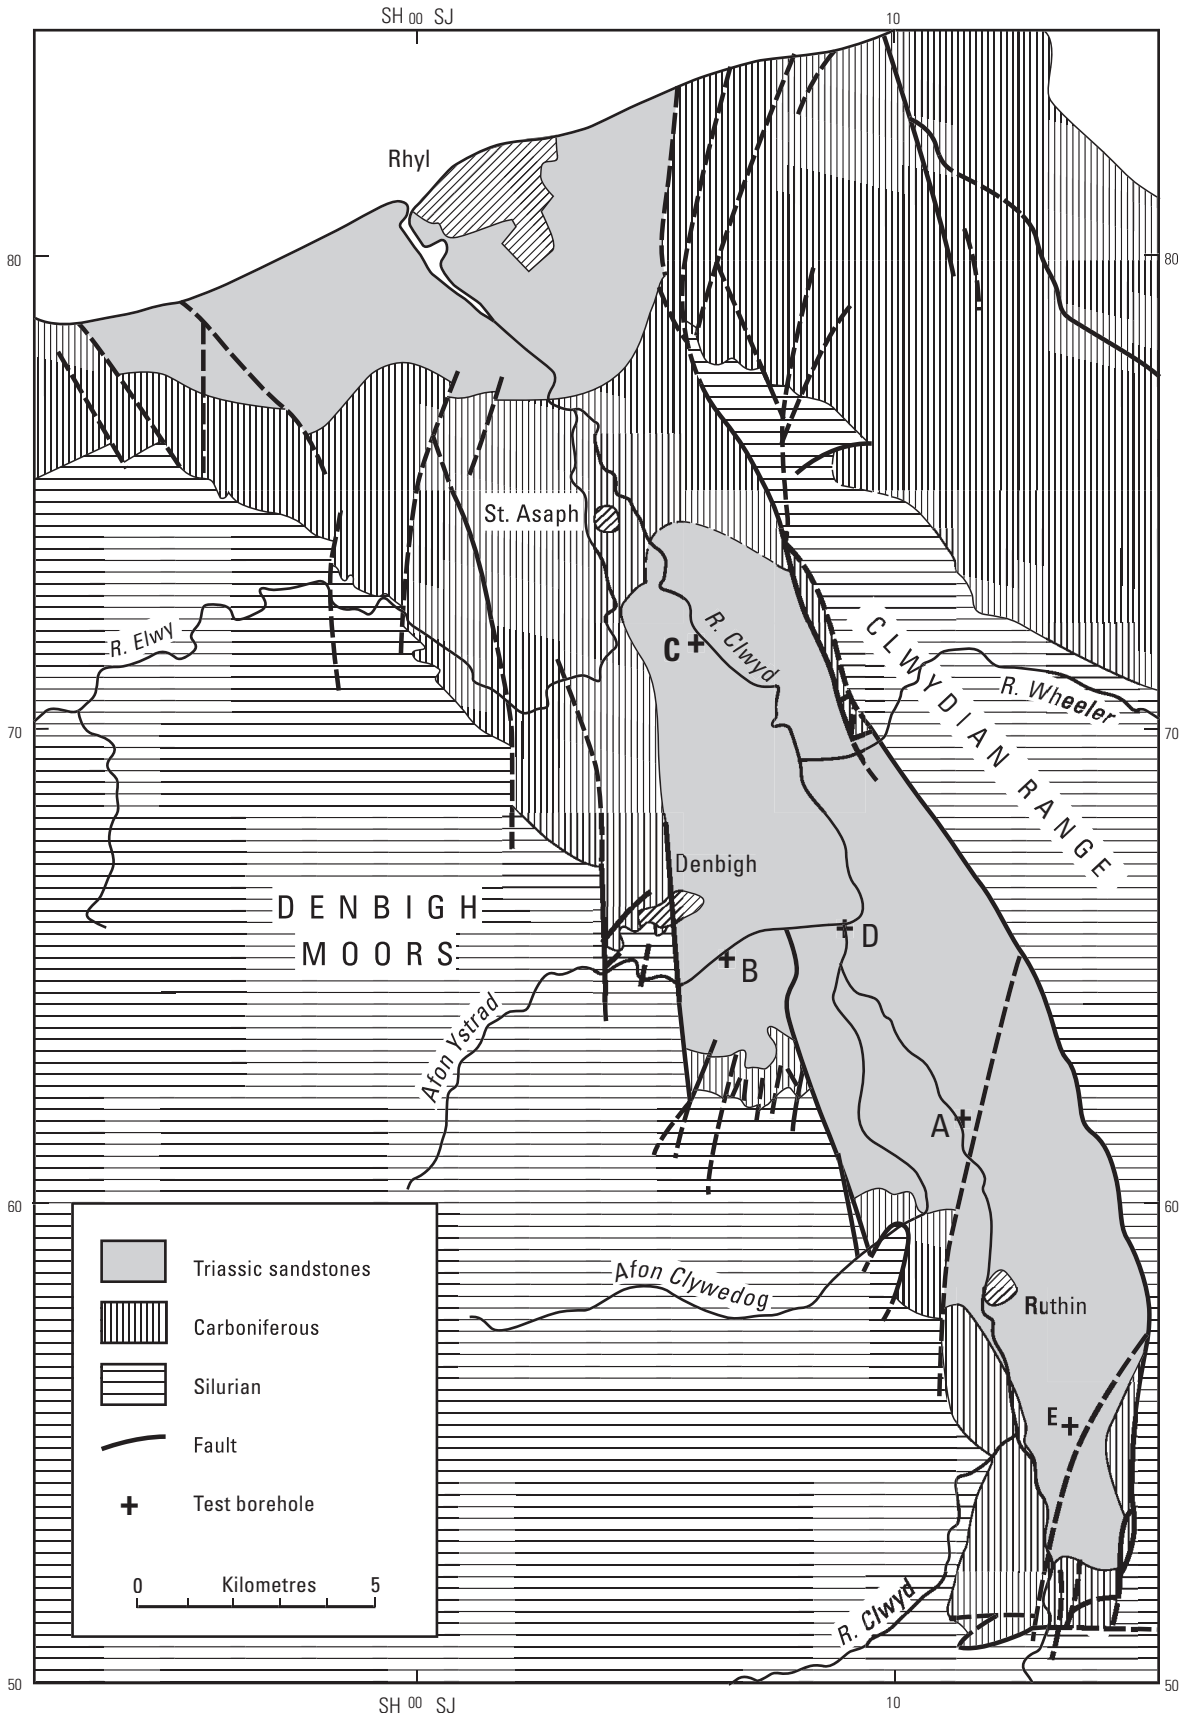 SH 00 SJ
10
Rhyl
80
80
St. Asaph
R. Elwy
C
R. Clwyd
CLWYDIAN RANGE
R. Wheeler
70
70
Denbigh
DENBIGH
MOORS
D
B
Afon Ystrad
A
60
60
Afon Clywedog
Ruthin
E
Triassic sandstones
Carboniferous
Silurian
Fault
Test borehole
0 Kilometres 5
R. Clwyd
50
50
SH 00 SJ
10